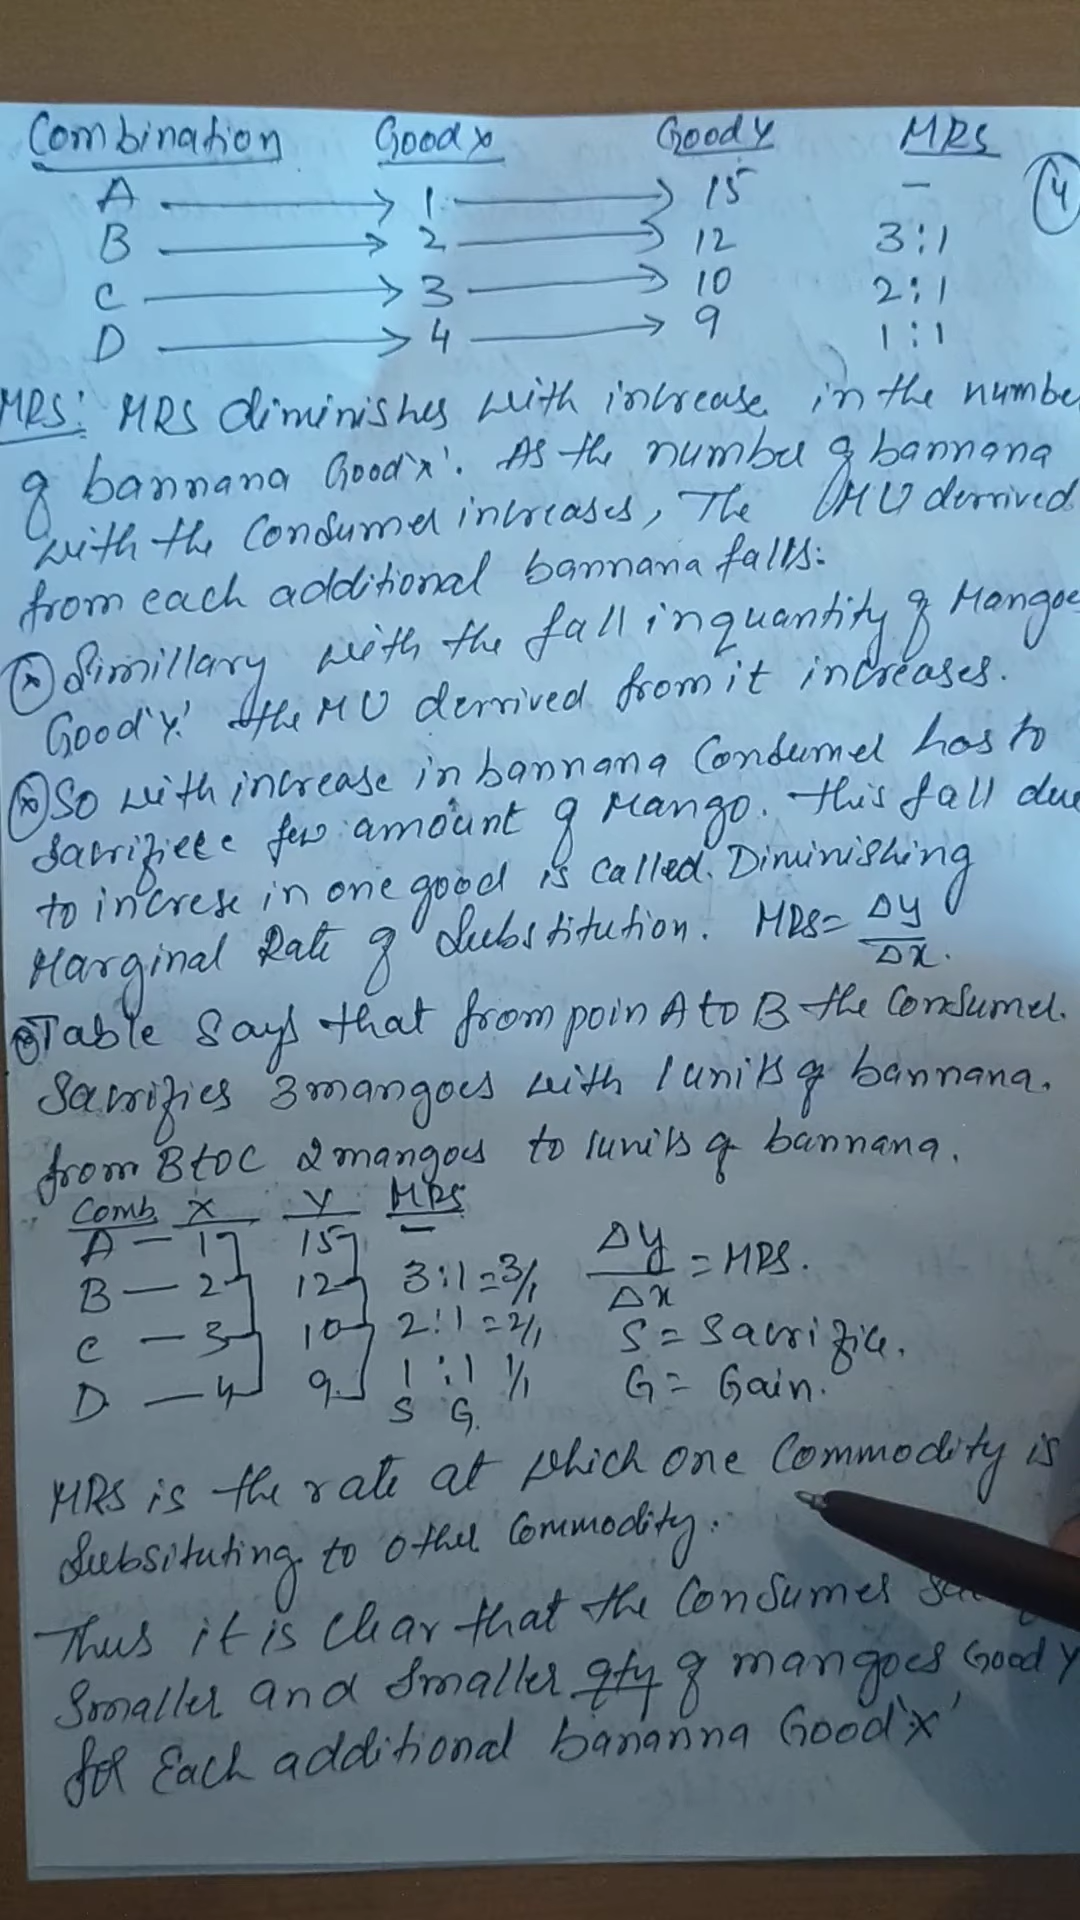 Combination Good x Good y MRS
A → 1 → 15 –
4
B → 2 → 12 3:1
C → 3 → 10 2:1
D → 4 → 9 1:1
MRS: MRS diminishes with increase in the number
of bannana Good 'x'. As the number of bannana
with the Consumer increases, The MU derrived
from each additional bannana falls:
Simillary with the fall in quantity of Mangoe
Good 'y'. the MU derrived from it increases.
So with increase in bannana Consumer has to
few amount of Mango. this fall due
to increse in one good is called. Diminishing
Marginal Rate of Substitution. MRS = Δy/Δx.
Table Says that from poin A to B the Consumer.
Sacrifies 3 mangoes with 1 units of bannana.
from B to C 2 mangoes to 1 units of bannana.
Comb X Y MRS
A – 1 15 –
B – 2 12 3:1 = 3/1 Δy/Δx = MRS.
C – 3 10 2:1 = 2/1 S = Sacrifice.
D – 4 9 1:1 1/1 G = Gain.
S G.
MRS is the rate at which one Commodity is
Subsituting to other Commodity.
Thus it is Clear that the Consumes
Smaller and Smaller qty of mangoes Good Y
for Each additional bananna Good 'x'